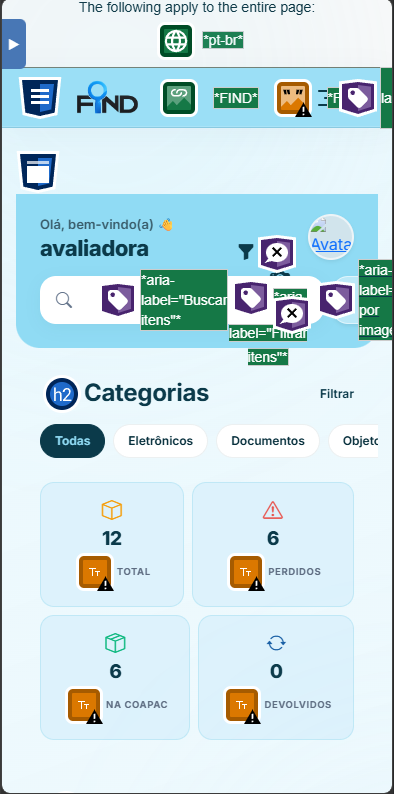 The following apply to the entire page:
*pt-br*
FIND
*FIND*
Olá, bem-vindo(a) 👋
avaliadora
Avata
*aria-label="Buscar itens"*
label="Filtrar
itens"*
*aria-
label=
por
image
h2 Categorias
Filtrar
Todas
Eletrônicos
Documentos
Objeto
12
TOTAL
6
PERDIDOS
6
NA COAPAC
0
DEVOLVIDOS